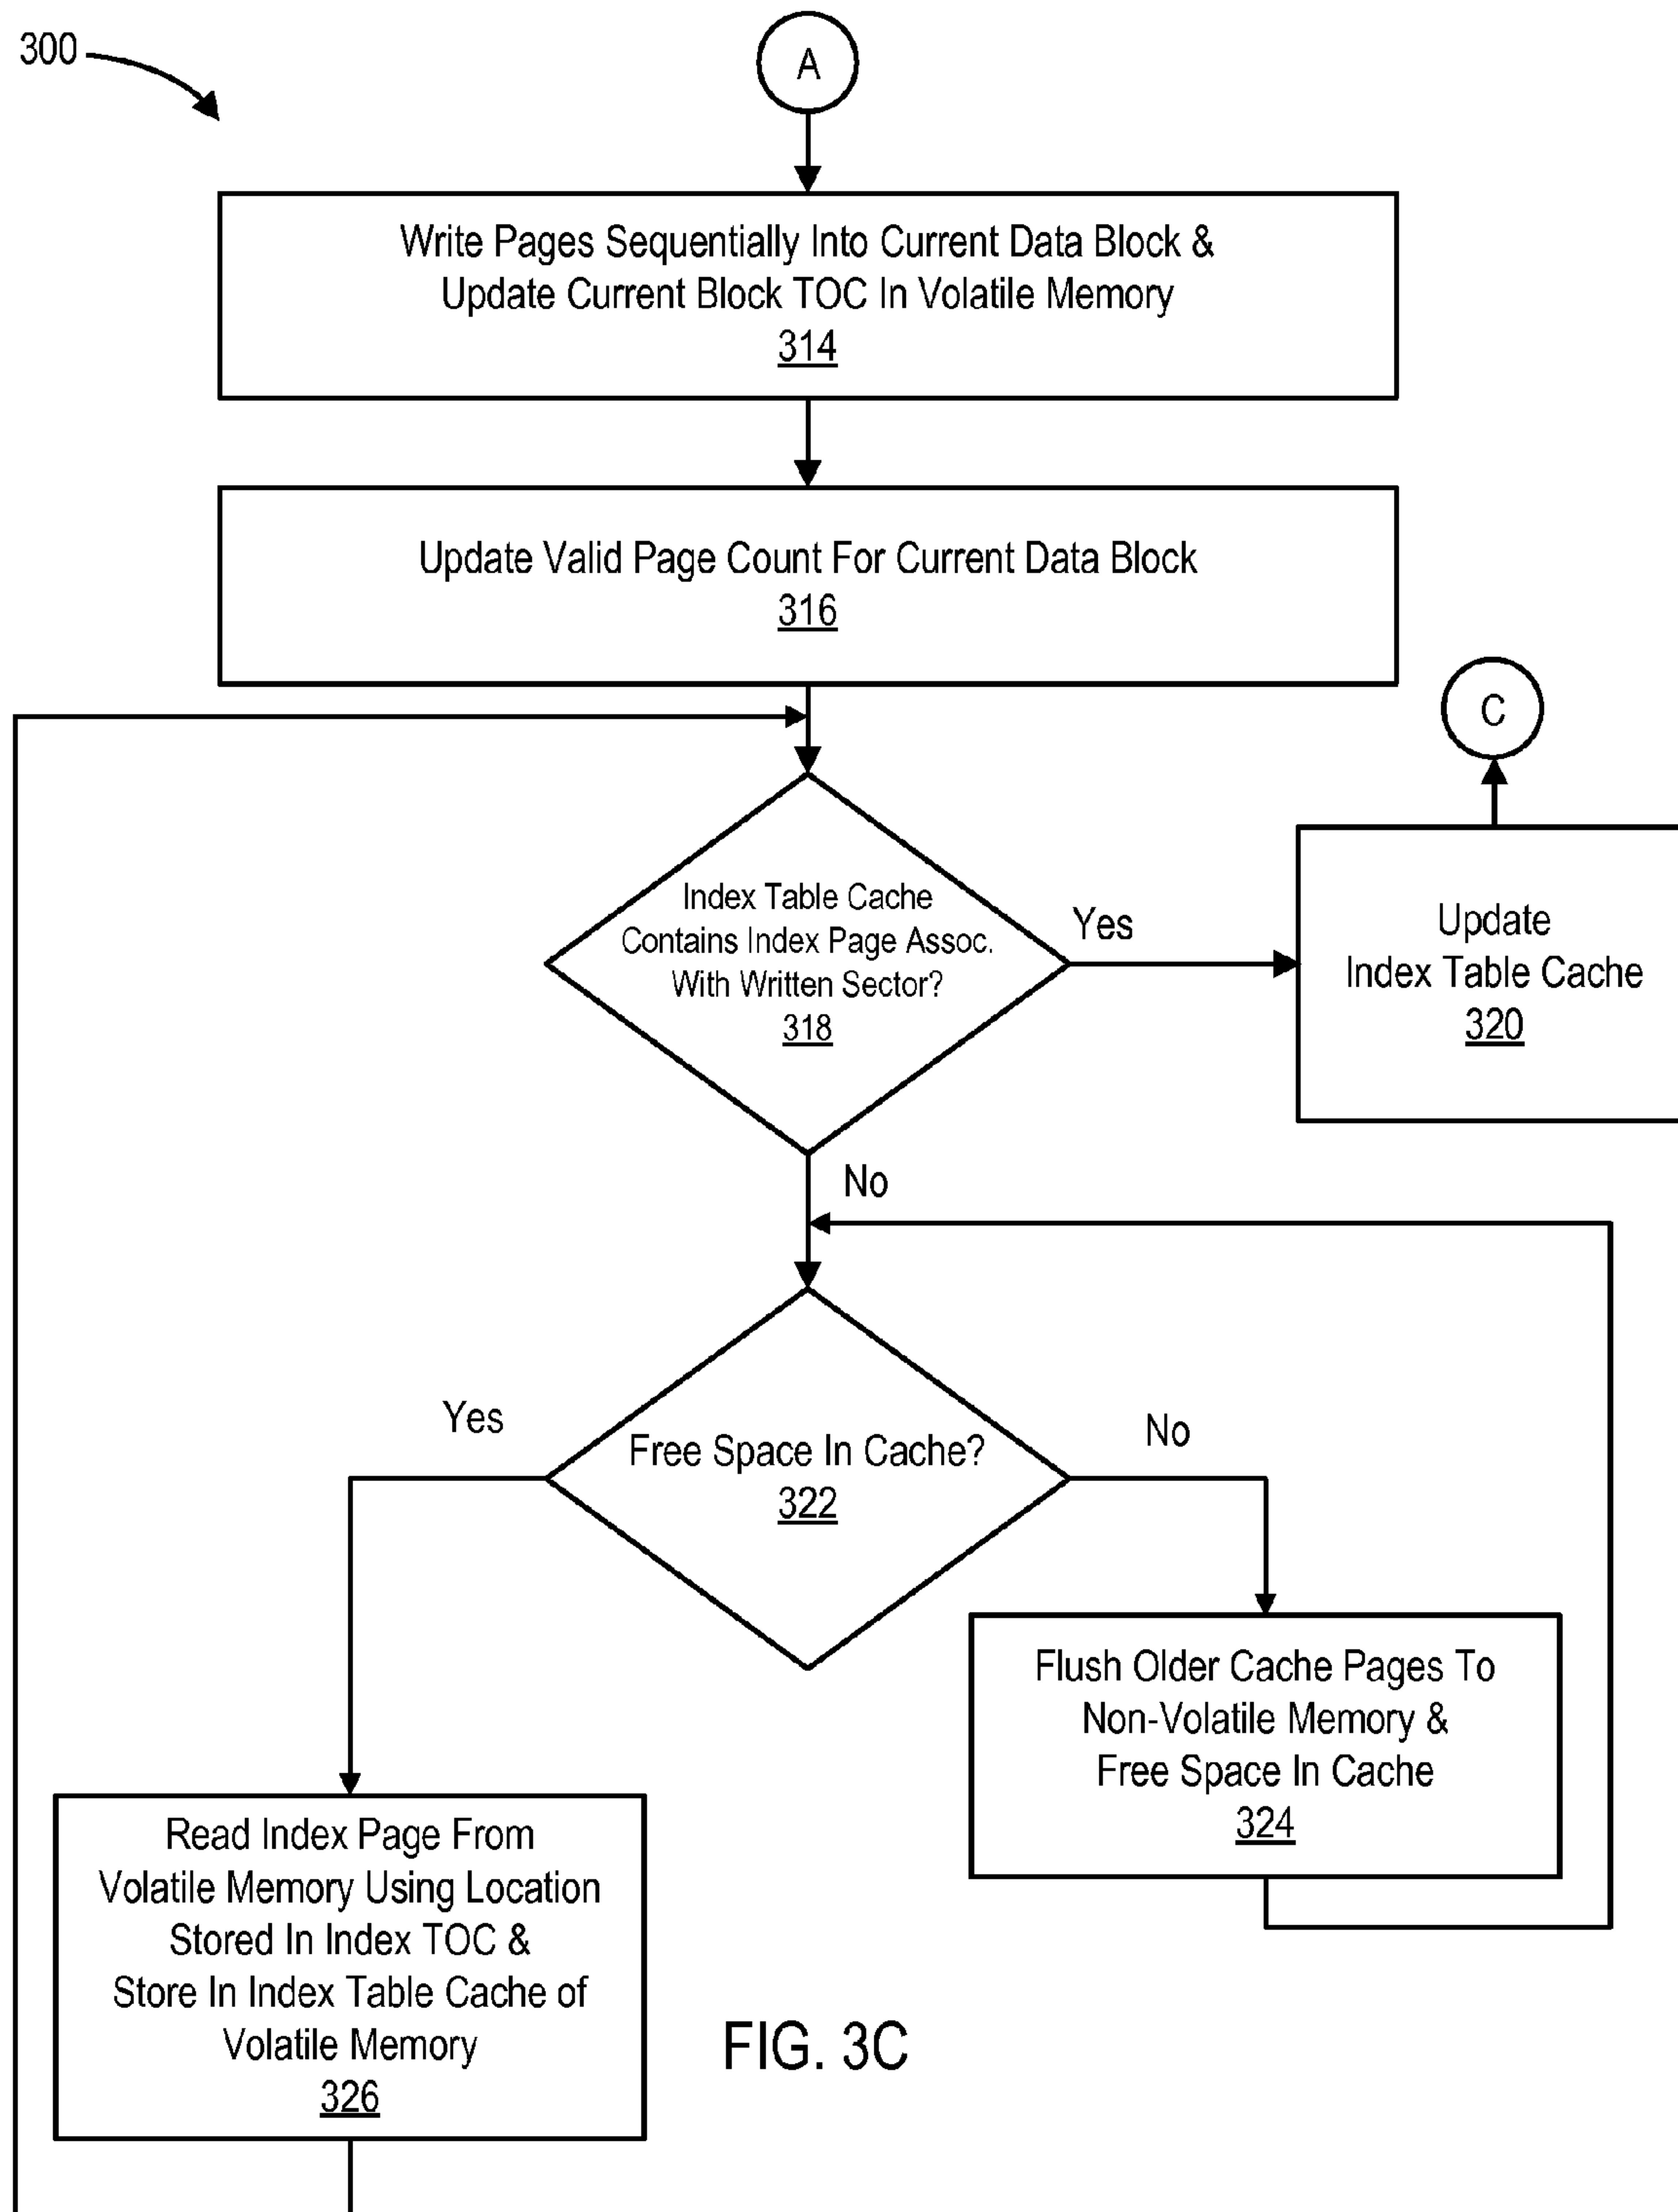 300
A
Write Pages Sequentially Into Current Data Block &
Update Current Block TOC In Volatile Memory
314
Update Valid Page Count For Current Data Block
316
C
Index Table Cache
Contains Index Page Assoc.
With Written Sector?
318
Yes
Update
Index Table Cache
320
No
Yes
Free Space In Cache?
322
No
Flush Older Cache Pages To
Non-Volatile Memory &
Free Space In Cache
324
Read Index Page From
Volatile Memory Using Location
Stored In Index TOC &
Store In Index Table Cache of
Volatile Memory
326
FIG. 3C